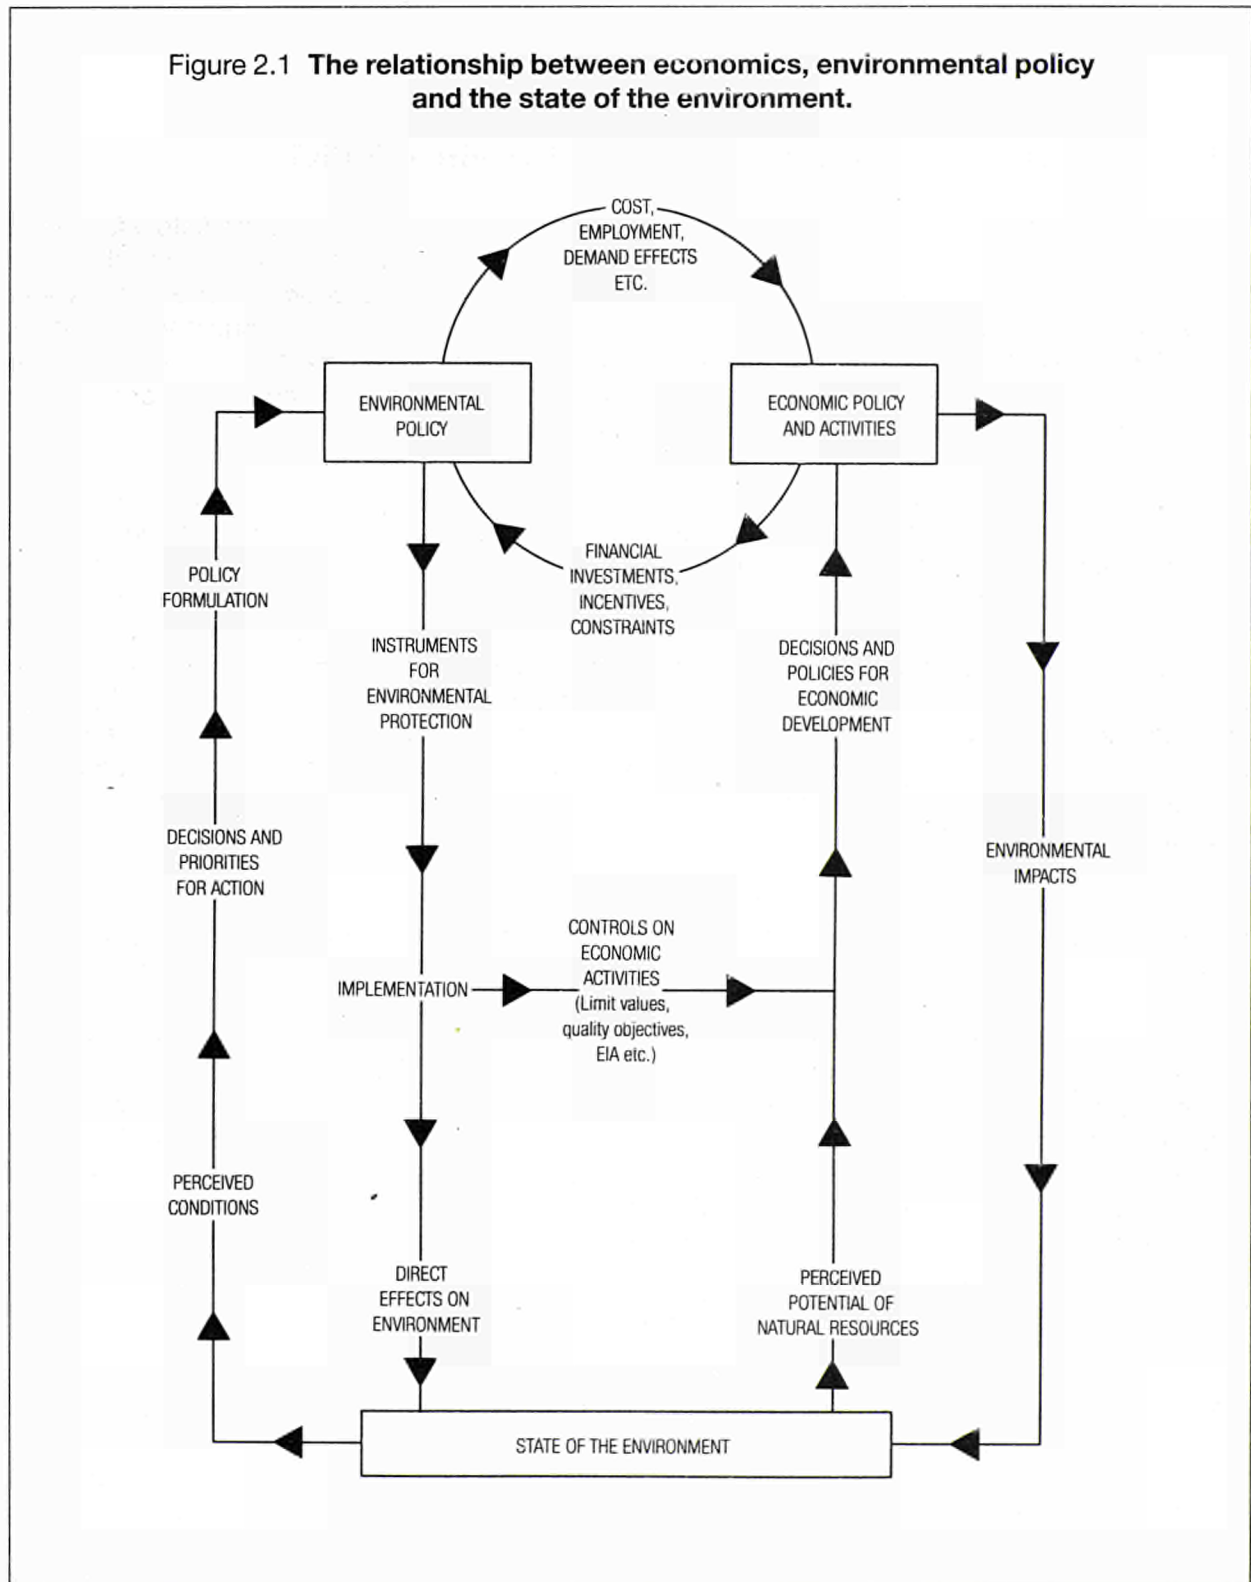 Figure 2.1 The relationship between economics, environmental policy
and the state of the environment.
COST,
EMPLOYMENT,
DEMAND EFFECTS
ETC.
ENVIRONMENTAL
POLICY
ECONOMIC POLICY
AND ACTIVITIES
FINANCIAL
INVESTMENTS,
INCENTIVES,
CONSTRAINTS
POLICY
FORMULATION
INSTRUMENTS
FOR
ENVIRONMENTAL
PROTECTION
DECISIONS AND
POLICIES FOR
ECONOMIC
DEVELOPMENT
DECISIONS AND
PRIORITIES
FOR ACTION
ENVIRONMENTAL
IMPACTS
CONTROLS ON
ECONOMIC
ACTIVITIES
(Limit values,
quality objectives,
EIA etc.)
IMPLEMENTATION
PERCEIVED
CONDITIONS
DIRECT
EFFECTS ON
ENVIRONMENT
PERCEIVED
POTENTIAL OF
NATURAL RESOURCES
STATE OF THE ENVIRONMENT